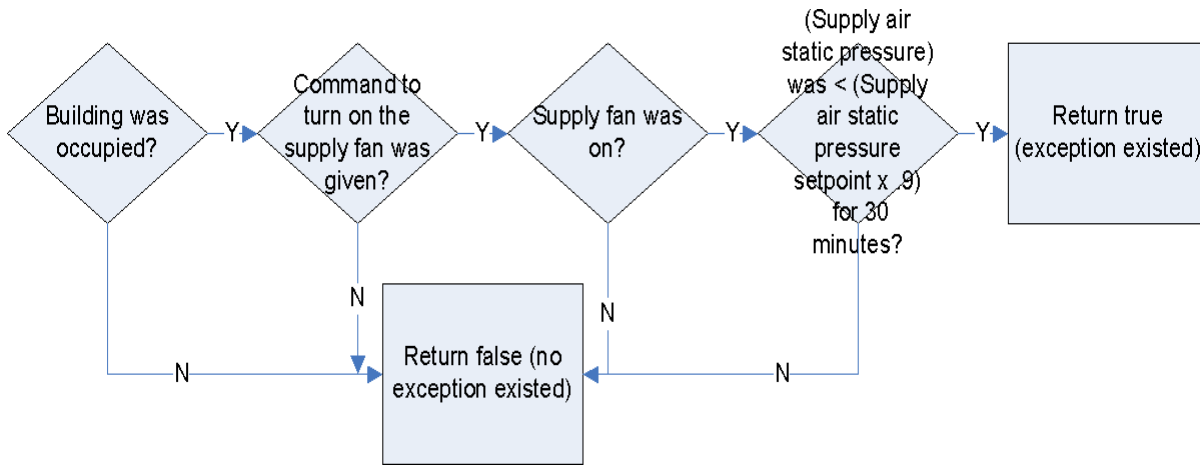 Building was
occupied?
Y
Command to
turn on the
supply fan was
given?
Y
Supply fan was
on?
Y
(Supply air
static pressure)
was < (Supply
air static
pressure
setpoint x .9)
for 30
minutes?
Y
Return true
(exception existed)
N
N
N
N
Return false (no
exception existed)